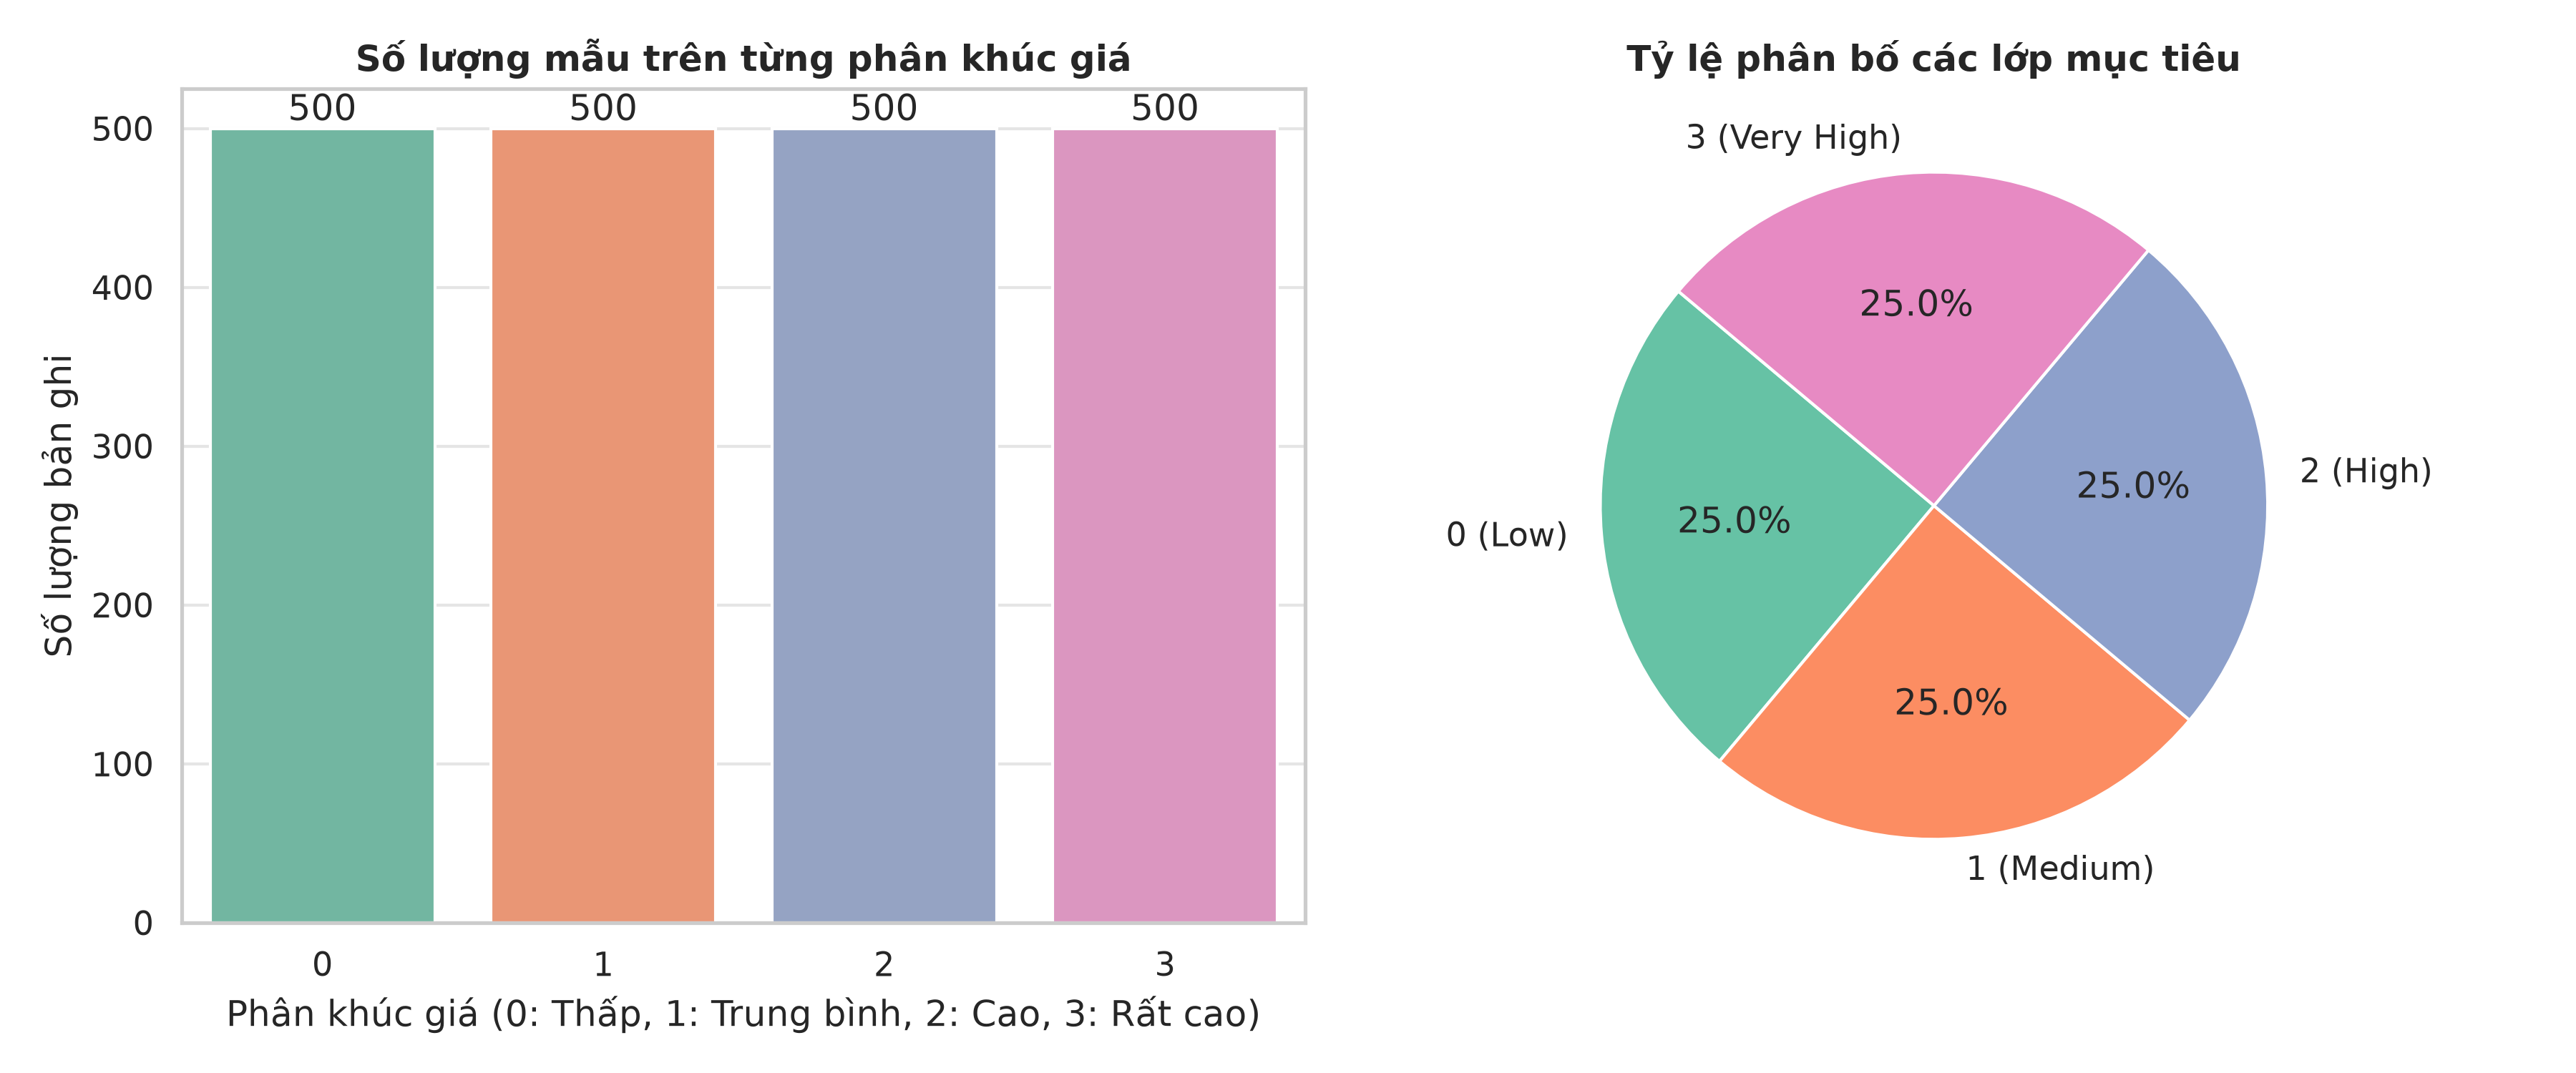 Số lượng mẫu trên từng phân khúc giá
500 500 500 500
500
400
300
200
100
0
Số lượng bản ghi
0 1 2 3
Phân khúc giá (0: Thấp, 1: Trung bình, 2: Cao, 3: Rất cao)
Tỷ lệ phân bố các lớp mục tiêu
3 (Very High)
25.0%
2 (High)
25.0%
0 (Low)
25.0%
25.0%
1 (Medium)